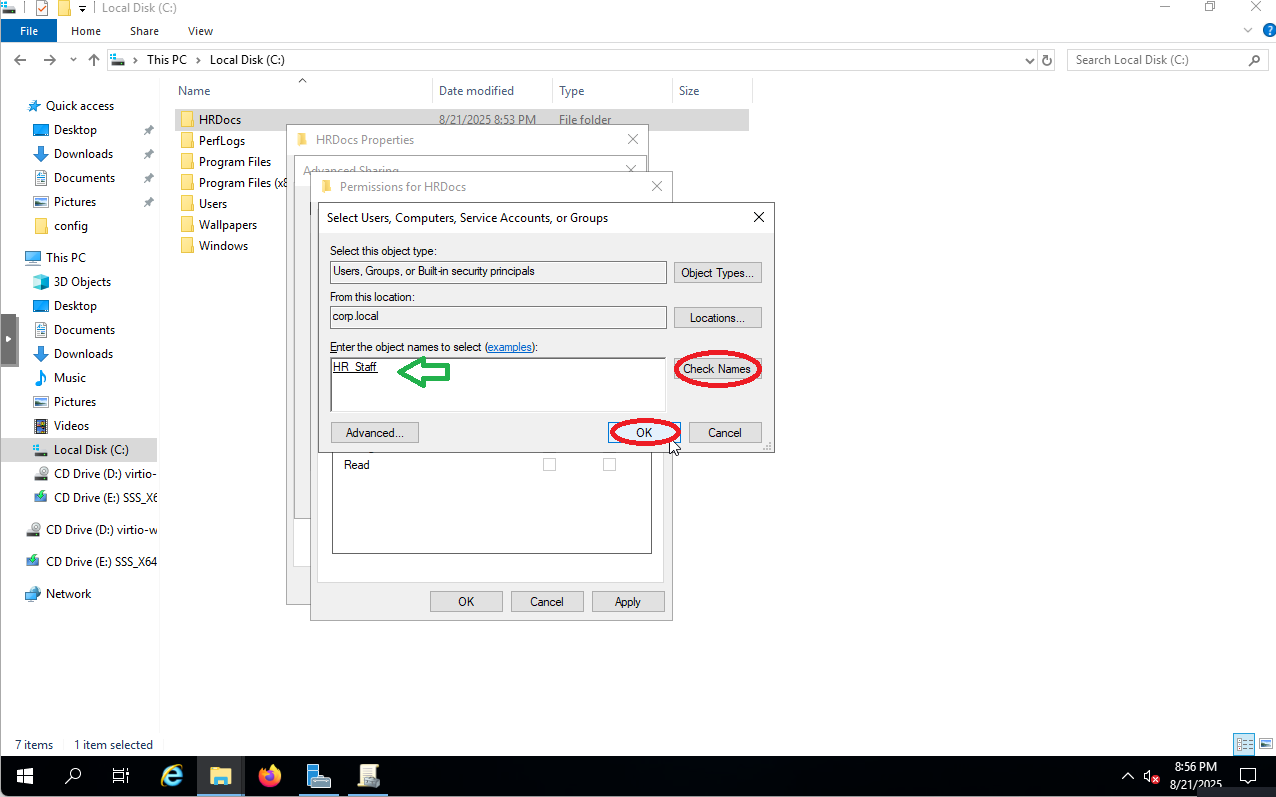 Local Disk (C:)
File Home Share View
This PC Local Disk (C:)
Search Local Disk (C:)
Name Date modified Type Size
Quick access
Desktop
Downloads
Documents
Pictures
config
This PC
3D Objects
Desktop
Documents
Downloads
Music
Pictures
Videos
Local Disk (C:)
CD Drive (D:) virtio-
CD Drive (E:) SSS_X6
CD Drive (D:) virtio-w
CD Drive (E:) SSS_X64
Network
HRDocs 8/21/2025 8:53 PM File folder
PerfLogs
Program Files
Program Files (x8
Users
Wallpapers
Windows
HRDocs Properties
Advanced Sharing
Permissions for HRDocs
Select Users, Computers, Service Accounts, or Groups
Select this object type:
Users, Groups, or Built-in security principals
Object Types...
From this location:
corp.local
Locations...
Enter the object names to select (examples):
HR_Staff
Check Names
Advanced...
OK
Cancel
Read
OK Cancel Apply
7 items 1 item selected
8:56 PM
8/21/2025